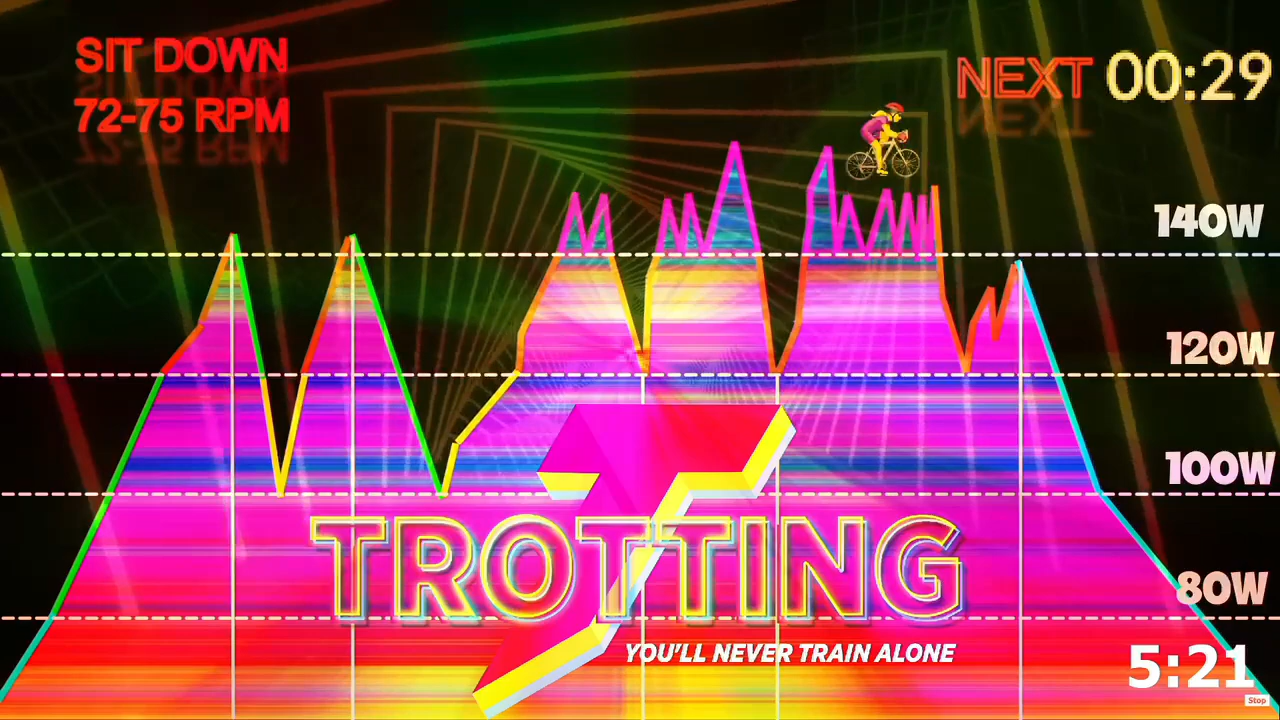 SIT DOWN
72-75 RPM
NEXT 00:29
NEXT
140W
120W
100W
80W
T
TROTTING
YOU'LL NEVER TRAIN ALONE
5:21
Stop